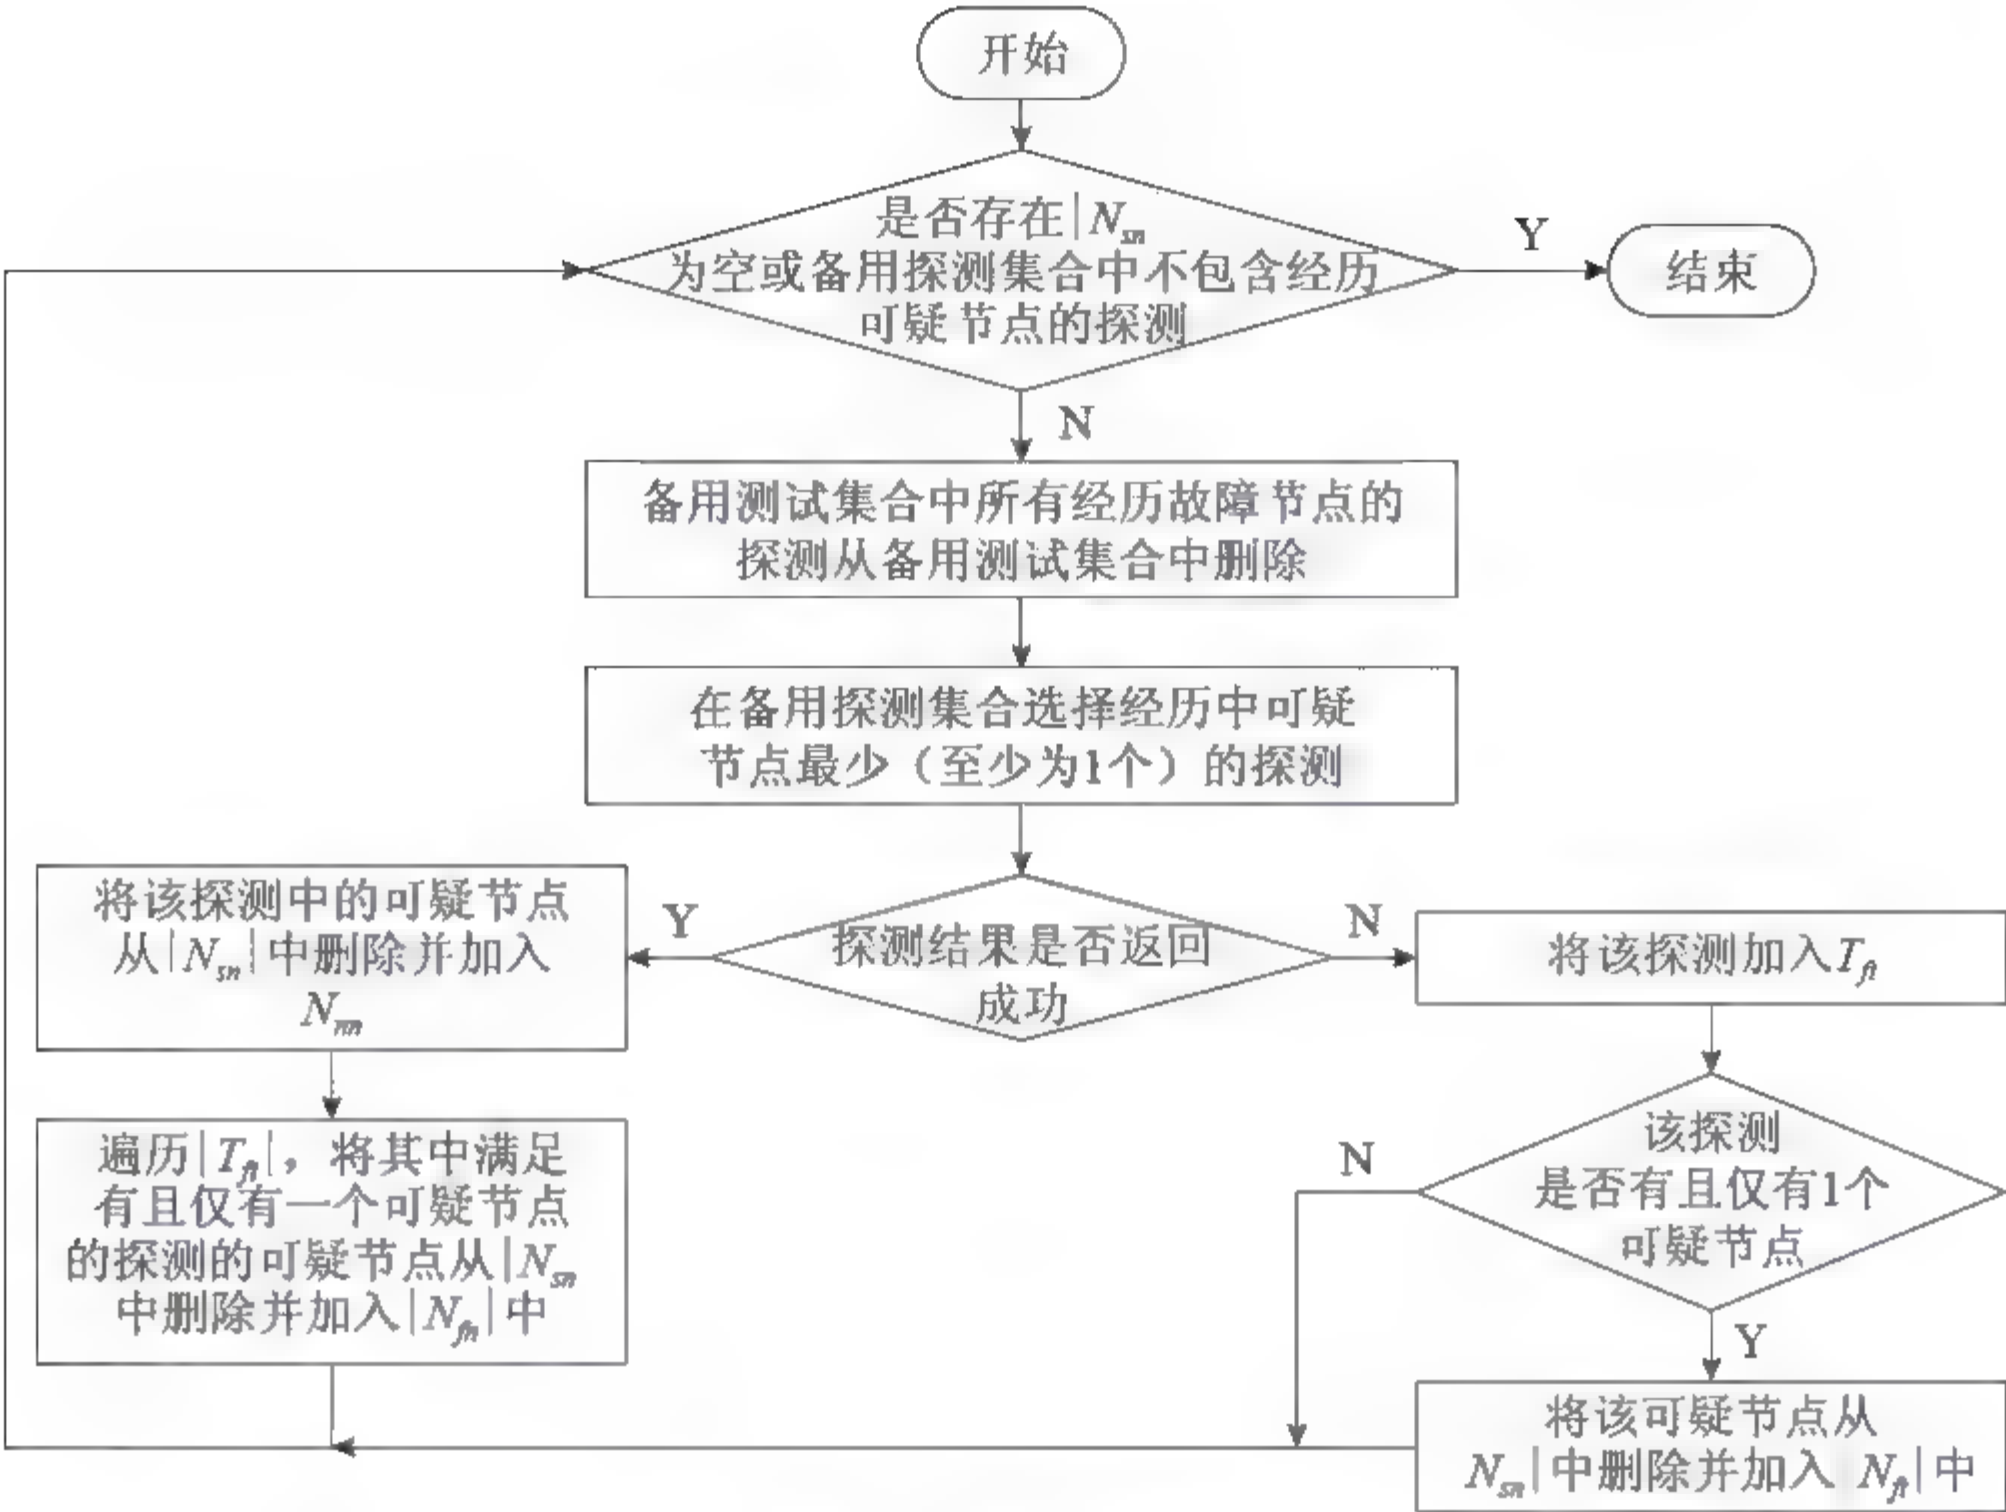 开始
是否存在|N_sn
为空或备用探测集合中不包含经历
可疑节点的探测
Y
结束
N
备用测试集合中所有经历故障节点的
探测从备用测试集合中删除
在备用探测集合选择经历中可疑
节点最少（至少为1个）的探测
将该探测中的可疑节点
从|N_sn|中删除并加入
N_nn
Y
探测结果是否返回
成功
N
将该探测加入T_ft
遍历|T_ft|，将其中满足
有且仅有一个可疑节点
的探测的可疑节点从|N_sn
中删除并加入|N_fn|中
N
该探测
是否有且仅有1个
可疑节点
Y
将该可疑节点从
N_sn|中删除并加入 N_ft|中